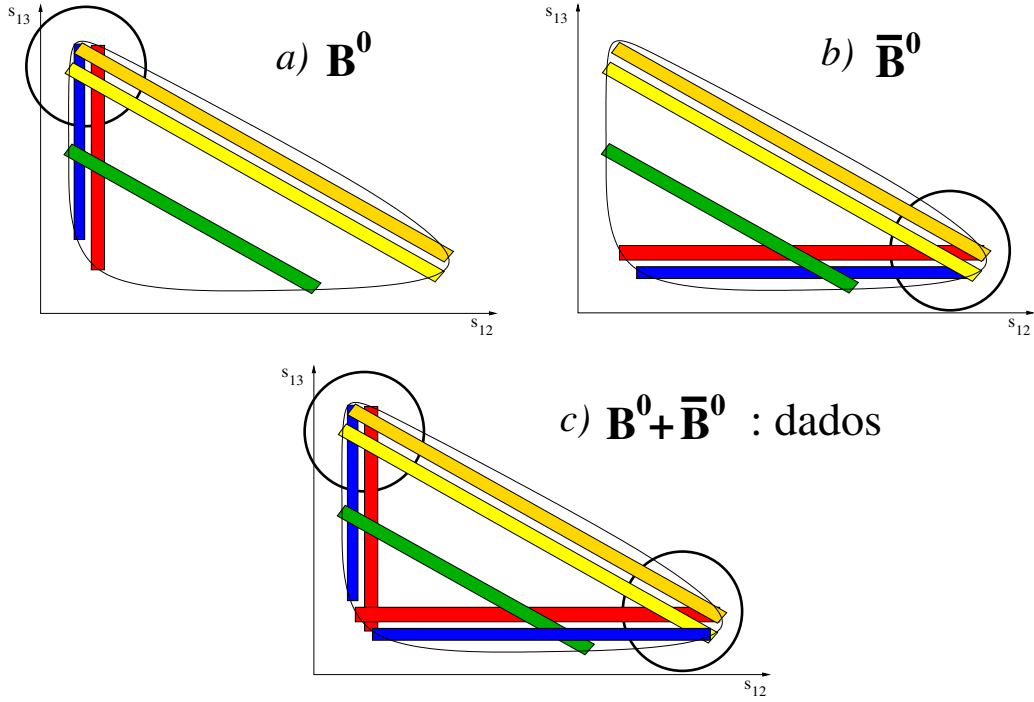 s₁₃
a) B⁰
s₁₂
s₁₃
b) B̅⁰
s₁₂
s₁₃
c) B⁰+B̅⁰ : dados
s₁₂